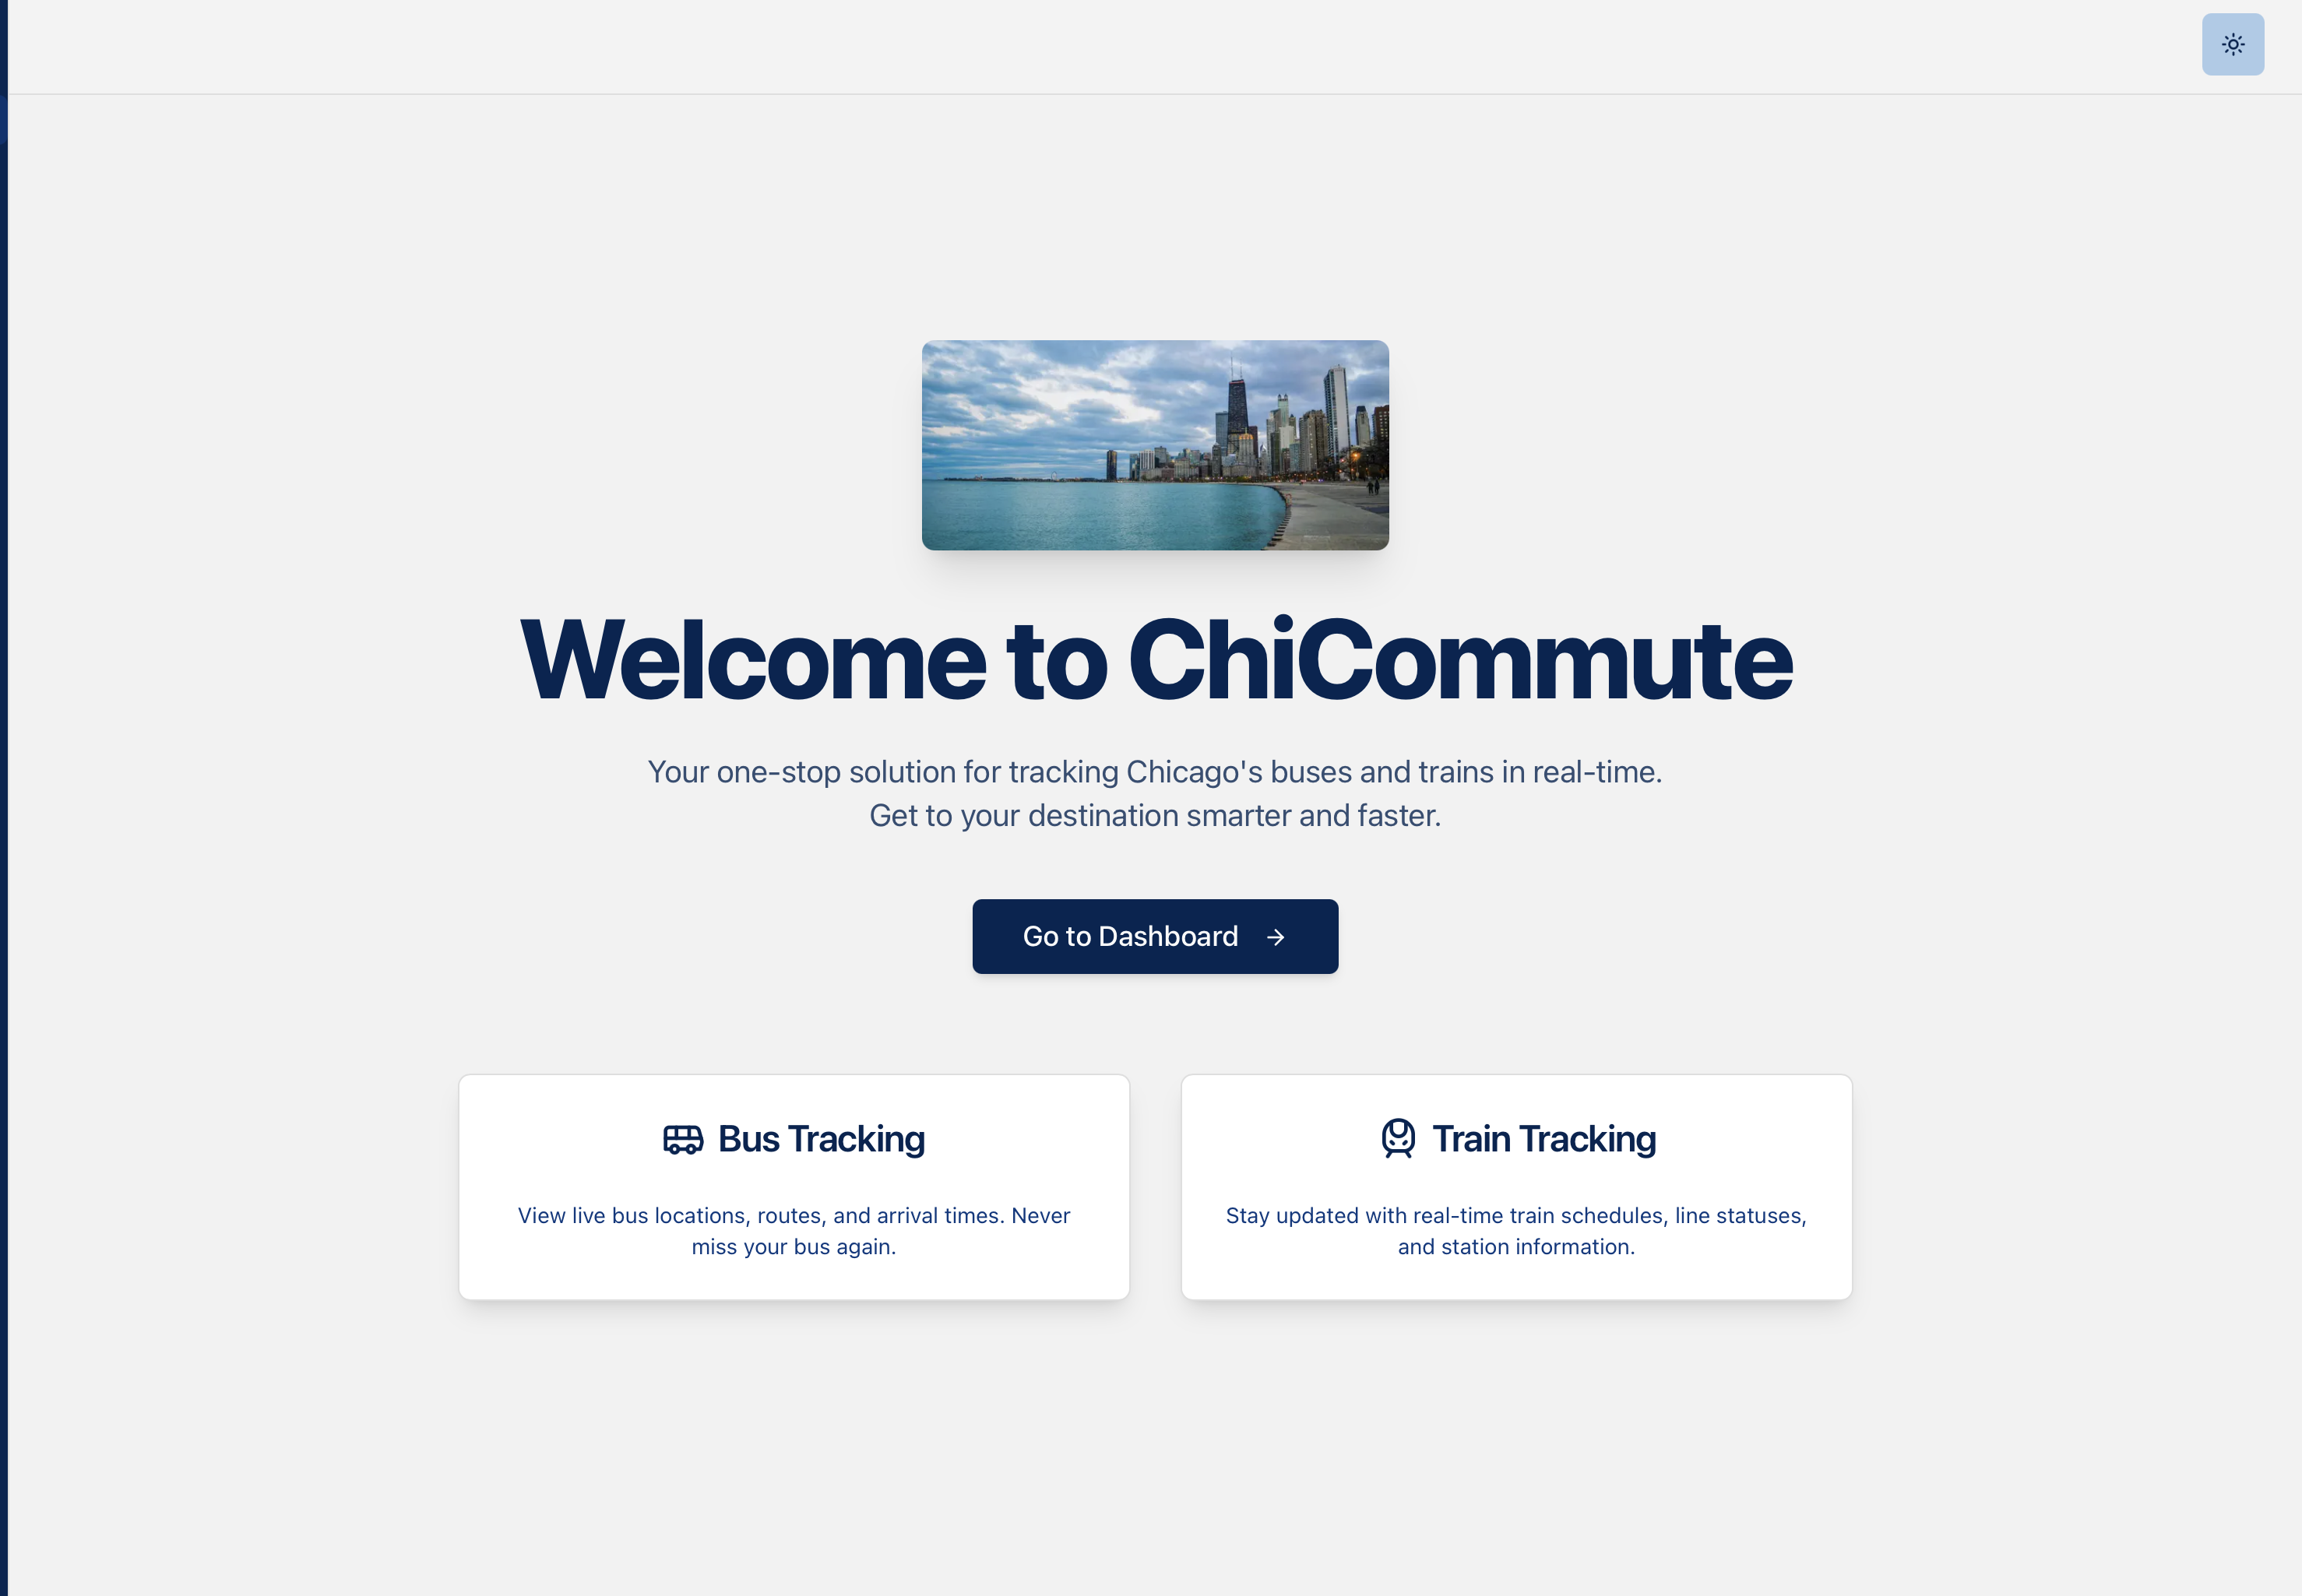 Welcome to ChiCommute
Your one-stop solution for tracking Chicago's buses and trains in real-time.
Get to your destination smarter and faster.
Go to Dashboard
Bus Tracking
View live bus locations, routes, and arrival times. Never
miss your bus again.
Train Tracking
Stay updated with real-time train schedules, line statuses,
and station information.